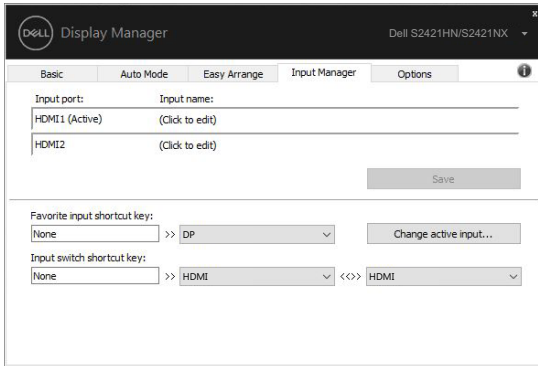 x
DELL Display Manager Dell S2421HN/S2421NX
Basic Auto Mode Easy Arrange Input Manager Options i
Input port: Input name:
HDMI1 (Active) (Click to edit)
HDMI2 (Click to edit)
Save
Favorite input shortcut key:
None >> DP Change active input...
Input switch shortcut key:
None >> HDMI <<>> HDMI